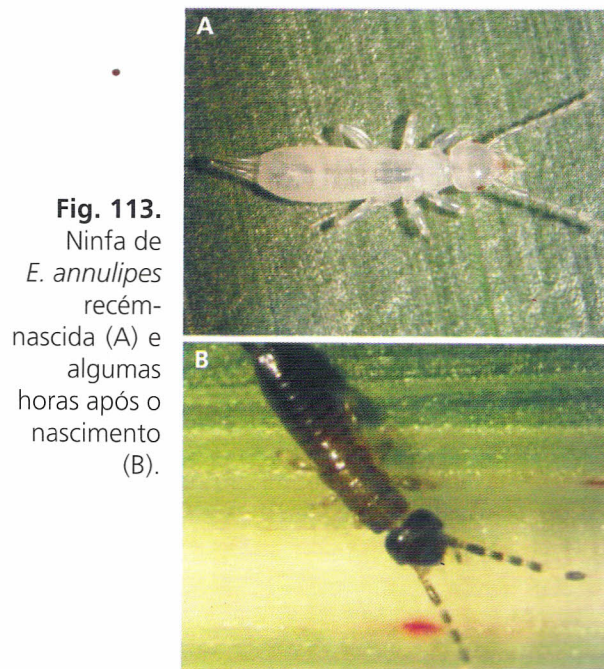 Fig. 113.
Ninfa de
E. annulipes
recém-
nascida (A) e
algumas
horas após o
nascimento
(B).
A
B